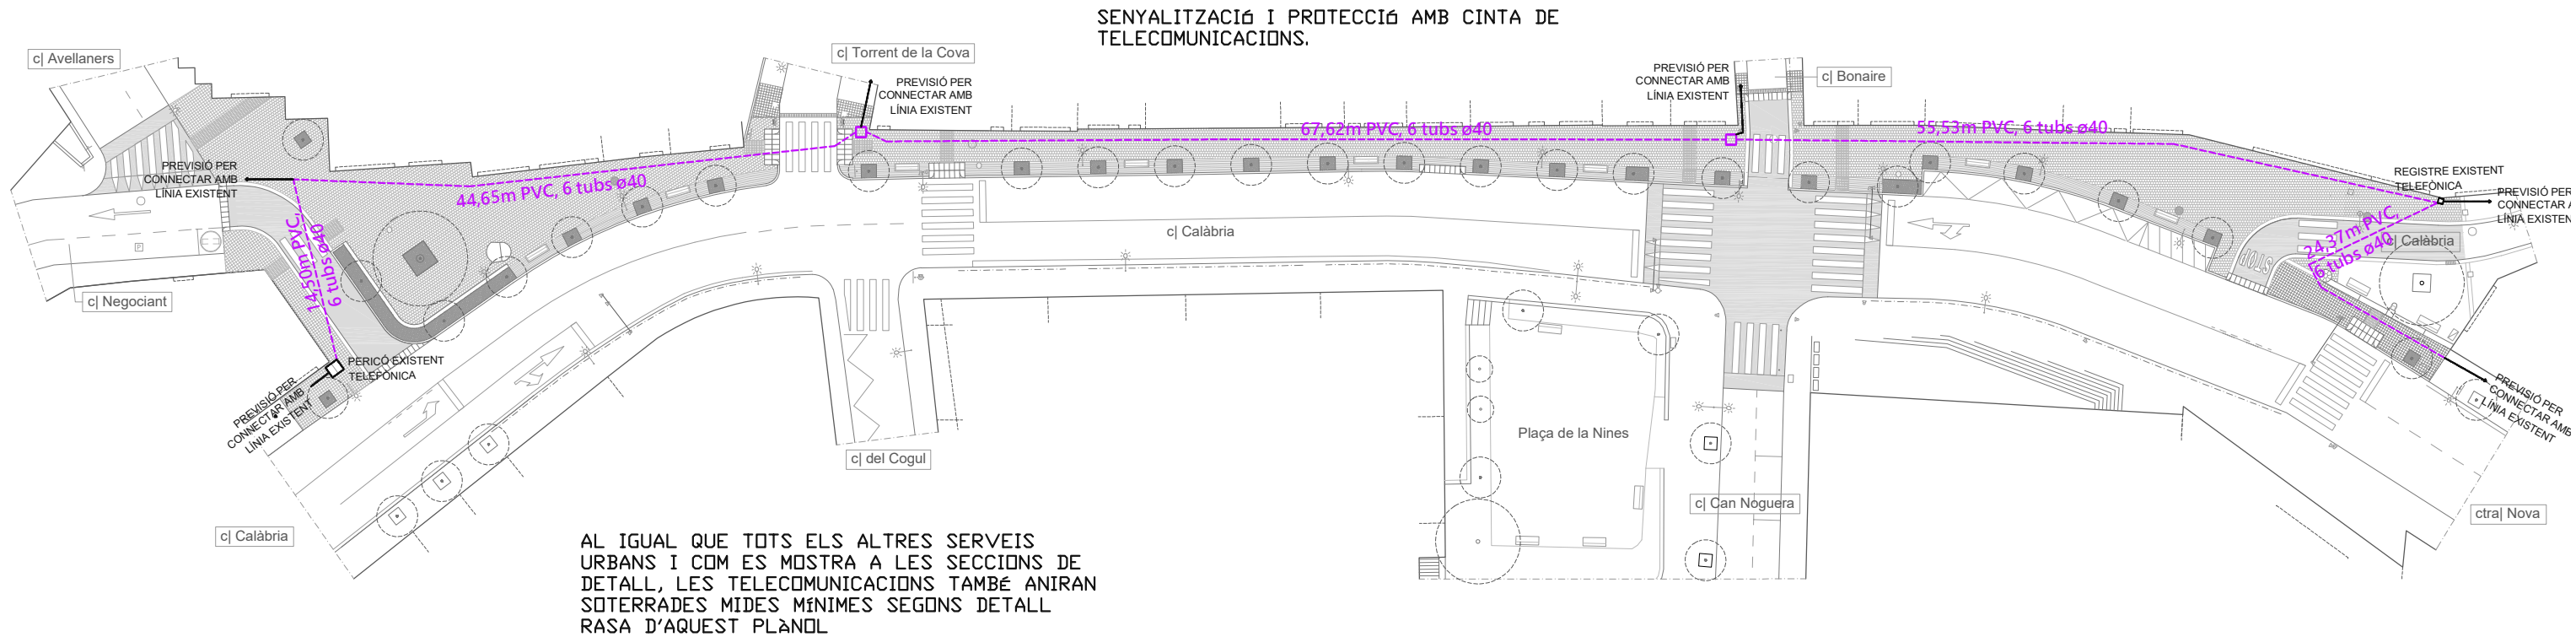 SENYALITZACIó I PROTECCIó AMB CINTA DE
TELECOMUNICACIONS.
c| Avellaners
c| Torrent de la Cova
PREVISIÓ PER
CONNECTAR AMB
LÍNIA EXISTENT
PREVISIÓ PER
CONNECTAR AMB
LÍNIA EXISTENT
c| Bonaire
67,62m PVC, 6 tubs ø40
55,53m PVC, 6 tubs ø40
PREVISIÓ PER
CONNECTAR AMB
LÍNIA EXISTENT
44,65m PVC, 6 tubs ø40
REGISTRE EXISTENT
TELEFÒNICA
PREVISIÓ PER
CONNECTAR A
LÍNIA EXISTEN
14,50m PVC,
6 tubs ø40
c| Calàbria
24,37m PVC,
6 tubs ø40
c| Calàbria
STOP
c| Negociant
P
PERICÓ EXISTENT
TELEFÒNICA
PREVISIÓ PER
CONNECTAR AMB
LÍNIA EXISTENT
PREVISIÓ PER
CONNECTAR AMB
LÍNIA EXISTENT
Plaça de la Nines
c| del Cogul
c| Can Noguera
ctra| Nova
c| Calàbria
AL IGUAL QUE TOTS ELS ALTRES SERVEIS
URBANS I COM ES MOSTRA A LES SECCIONS DE
DETALL, LES TELECOMUNICACIONS TAMBé ANIRAN
SOTERRADES MIDES MíNIMES SEGONS DETALL
RASA D'AQUEST PLàNOL